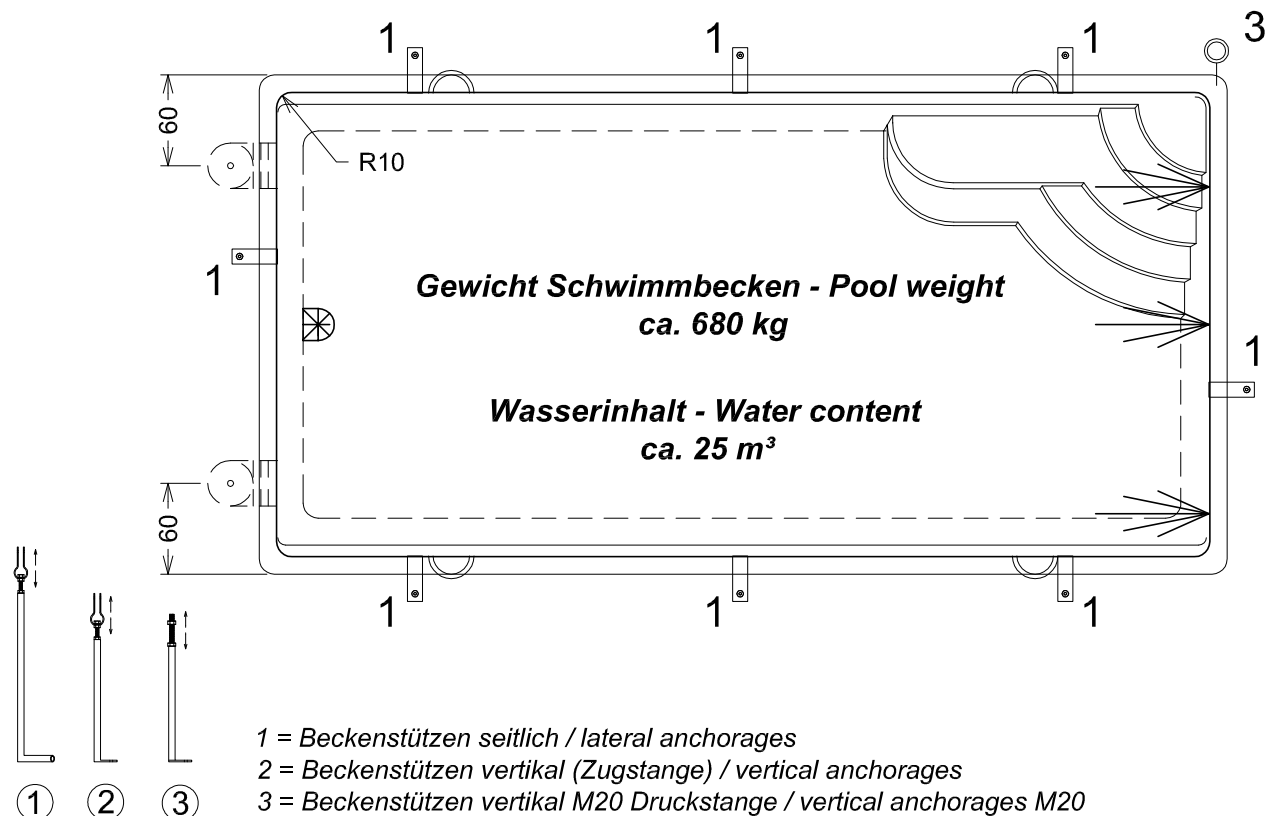 1 1 1 3
60
R10
1
Gewicht Schwimmbecken - Pool weight
ca. 680 kg
1
Wasserinhalt - Water content
ca. 25 m³
60
1 1 1
1 = Beckenstützen seitlich / lateral anchorages
2 = Beckenstützen vertikal (Zugstange) / vertical anchorages
3 = Beckenstützen vertikal M20 Druckstange / vertical anchorages M20
1 2 3